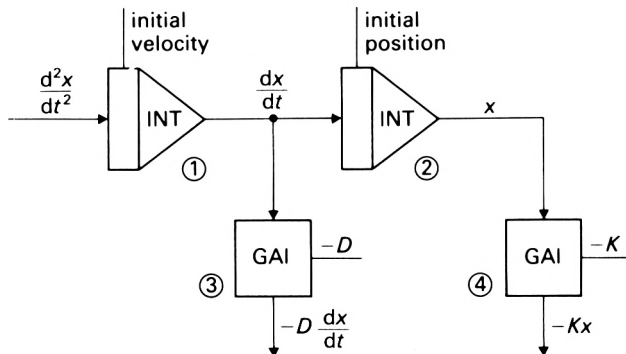 initial
velocity
initial
position
d²x
dt²
INT
dx
dt
INT
x
①
②
GAI
−D
GAI
−K
③
④
−D dx
dt
−Kx